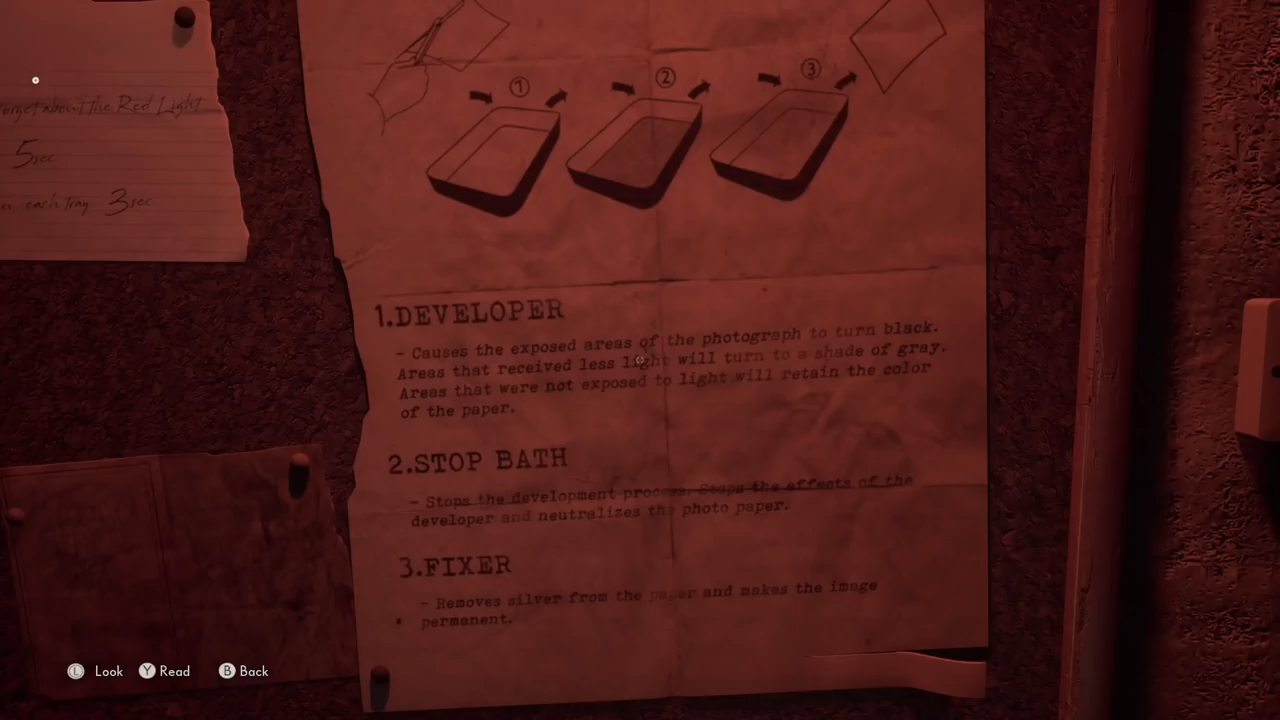 about the Red Light
5sec
each Tray 3sec
1
2
3
1.DEVELOPER
- Causes the exposed areas of the photograph to turn black.
Areas that received less light will turn to a shade of gray.
Areas that were not exposed to light will retain the color
of the paper.
2.STOP BATH
- Stops the development process. Stops the effects of the
developer and neutralizes the photo paper.
3.FIXER
- Removes silver from the paper and makes the image
permanent.
L Look Y Read B Back